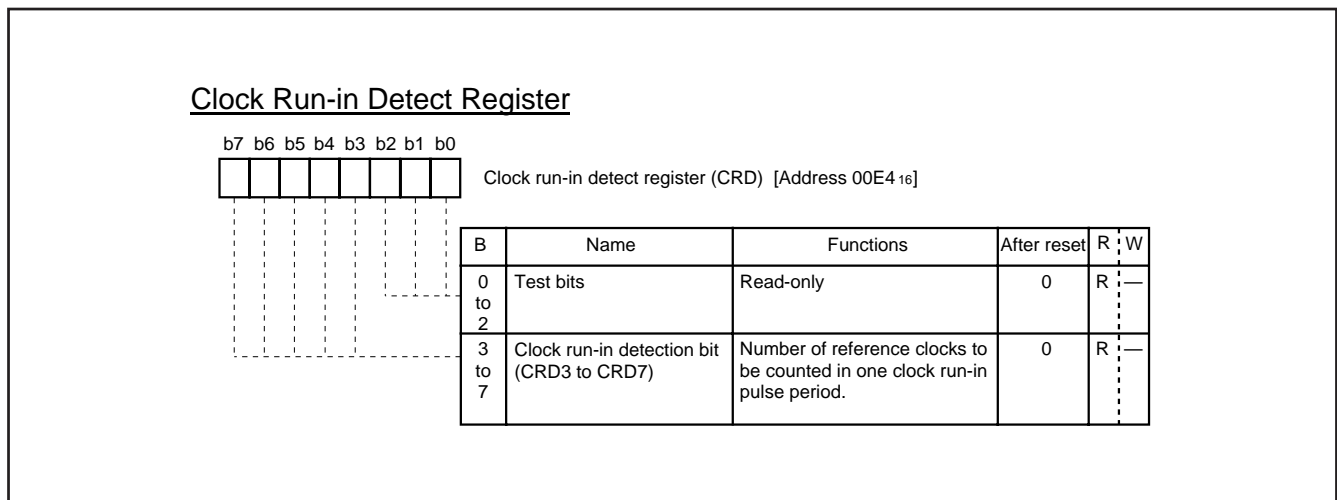 Clock Run-in Detect Register
b7 b6 b5 b4 b3 b2 b1 b0
Clock run-in detect register (CRD) [Address 00E4 16]
B Name Functions After reset R W
0 to 2 Test bits Read-only 0 R —
3 to 7 Clock run-in detection bit (CRD3 to CRD7) Number of reference clocks to be counted in one clock run-in pulse period. 0 R —